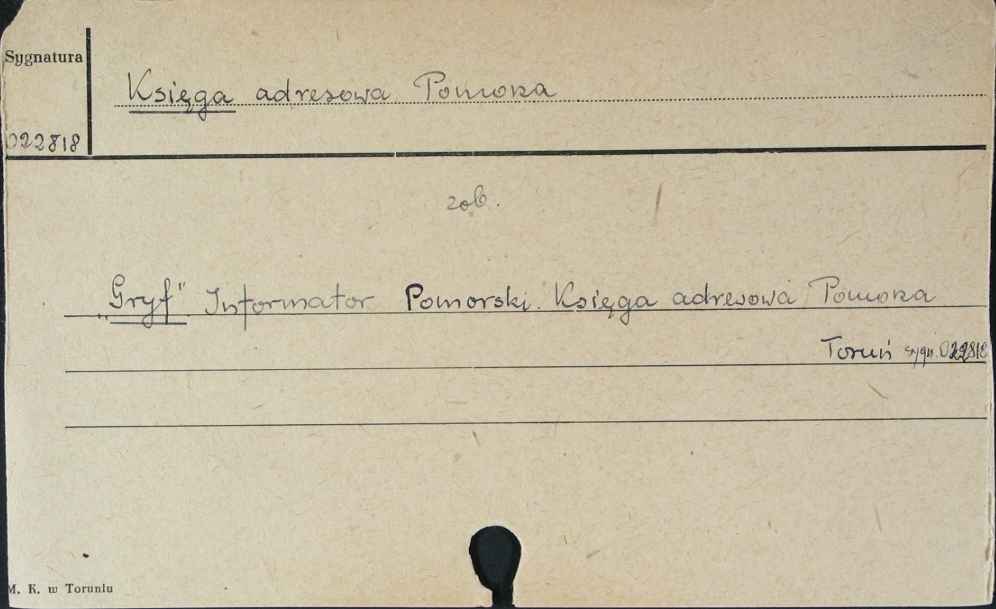 Sygnatura
Księga adresowa Pomorza
022818
zob.
„Gryf" Informator Pomorski. Księga adresowa Pomorza
Toruń sygn. 022818
M. K. w Toruniu